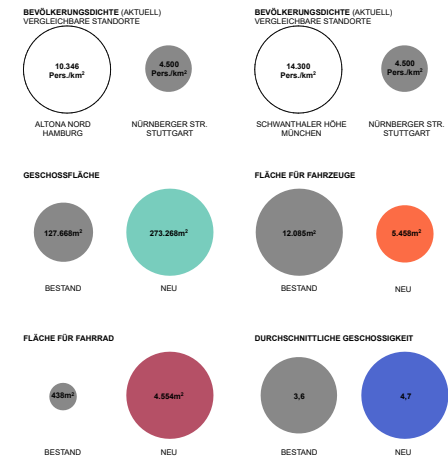 BEVÖLKERUNGSDICHTE (AKTUELL)
VERGLEICHBARE STANDORTE
10.346
Pers./km²
4.500
Pers./km²
ALTONA NORD
HAMBURG
NÜRNBERGER STR.
STUTTGART
BEVÖLKERUNGSDICHTE (AKTUELL)
VERGLEICHBARE STANDORTE
14.300
Pers./km²
4.500
Pers./km²
SCHWANTHALER HÖHE
MÜNCHEN
NÜRNBERGER STR.
STUTTGART
GESCHOSSFLÄCHE
127.668m²
273.268m²
BESTAND
NEU
FLÄCHE FÜR FAHRZEUGE
12.085m²
5.458m²
BESTAND
NEU
FLÄCHE FÜR FAHRRAD
438m²
4.554m²
BESTAND
NEU
DURCHSCHNITTLICHE GESCHOSSIGKEIT
3,6
4,7
BESTAND
NEU